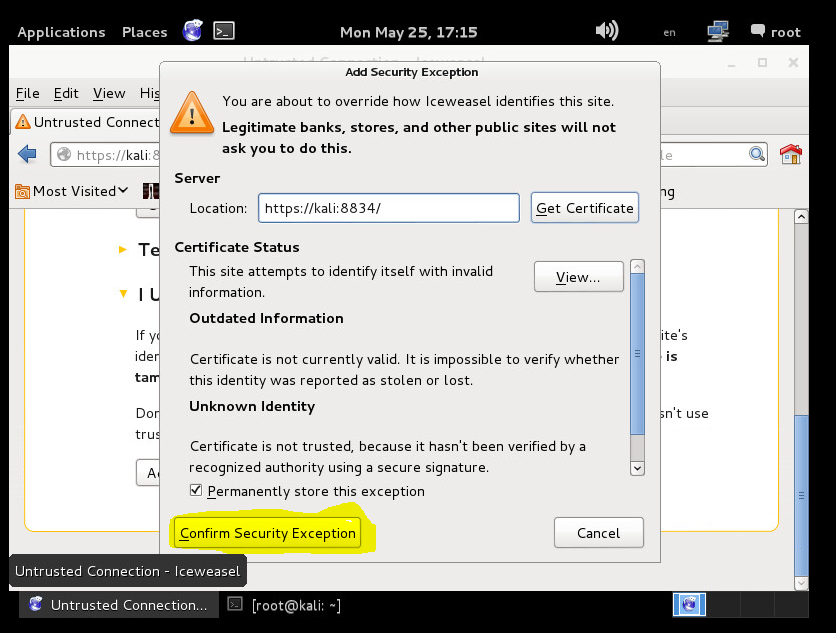 Applications Places Mon May 25, 17:15 en root
Add Security Exception
File Edit View His
You are about to override how Iceweasel identifies this site.
Legitimate banks, stores, and other public sites will not
ask you to do this.
Untrusted Connect
https://kali:8
Server
Location: https://kali:8834/ Get Certificate
Most Visited
Certificate Status
This site attempts to identify itself with invalid
information.
View...
Outdated Information
Certificate is not currently valid. It is impossible to verify whether
this identity was reported as stolen or lost.
Unknown Identity
Certificate is not trusted, because it hasn't been verified by a
recognized authority using a secure signature.
Permanently store this exception
Confirm Security Exception Cancel
Te
I U
If yo
ite's
iden
is
tam
Don
sn't use
trus
Untrusted Connection - Iceweasel
Untrusted Connection... [root@kali: ~]